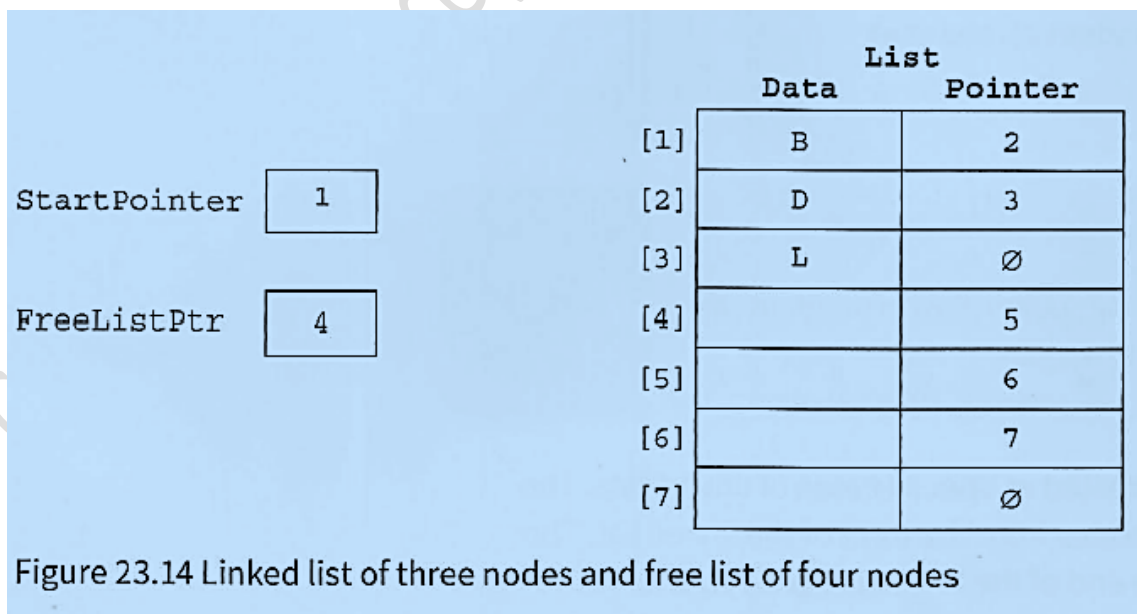 List
Data Pointer
[1] B 2
StartPointer 1 [2] D 3
[3] L Ø
FreeListPtr 4 [4] 5
[5] 6
[6] 7
[7] Ø
Figure 23.14 Linked list of three nodes and free list of four nodes